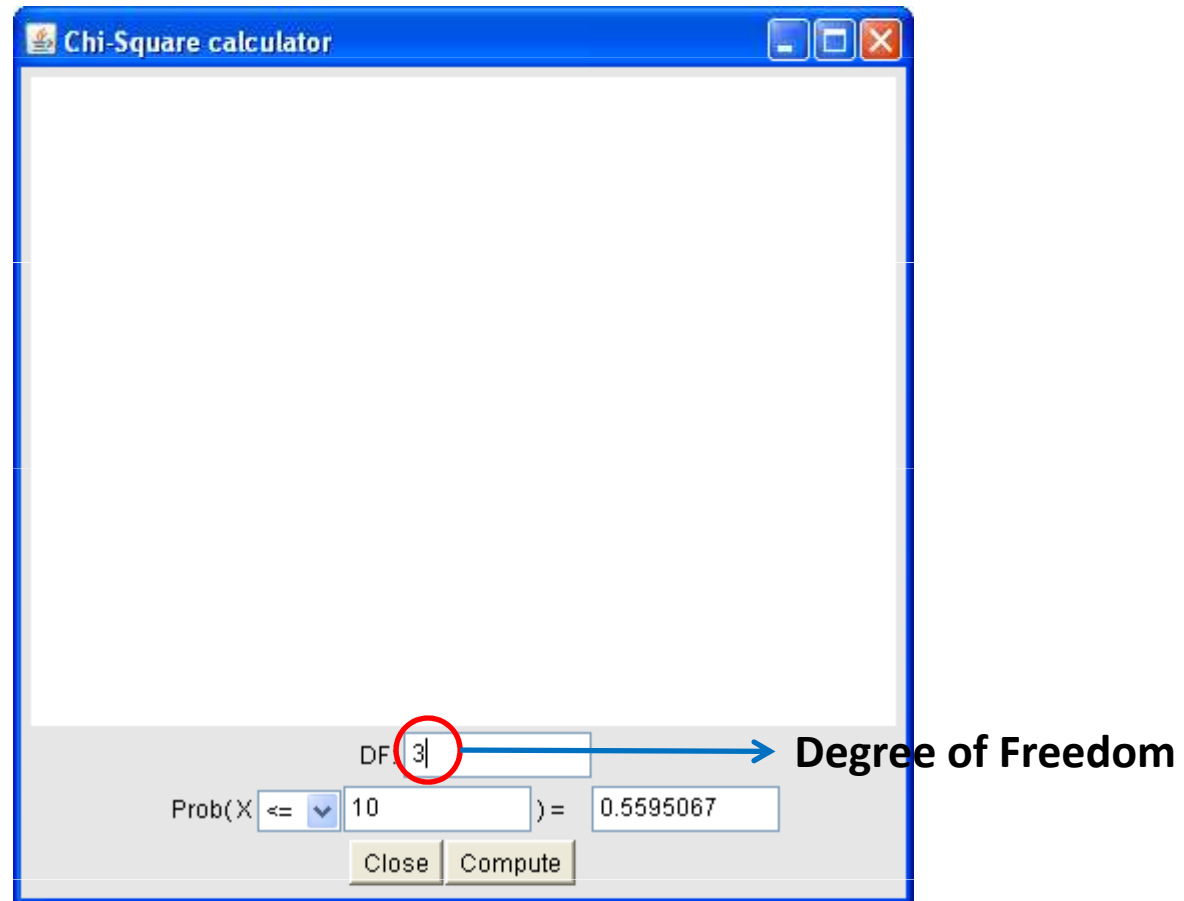 Chi-Square calculator
DF: 3 Degree of Freedom
Prob( X <= 10 ) = 0.5595067
Close Compute